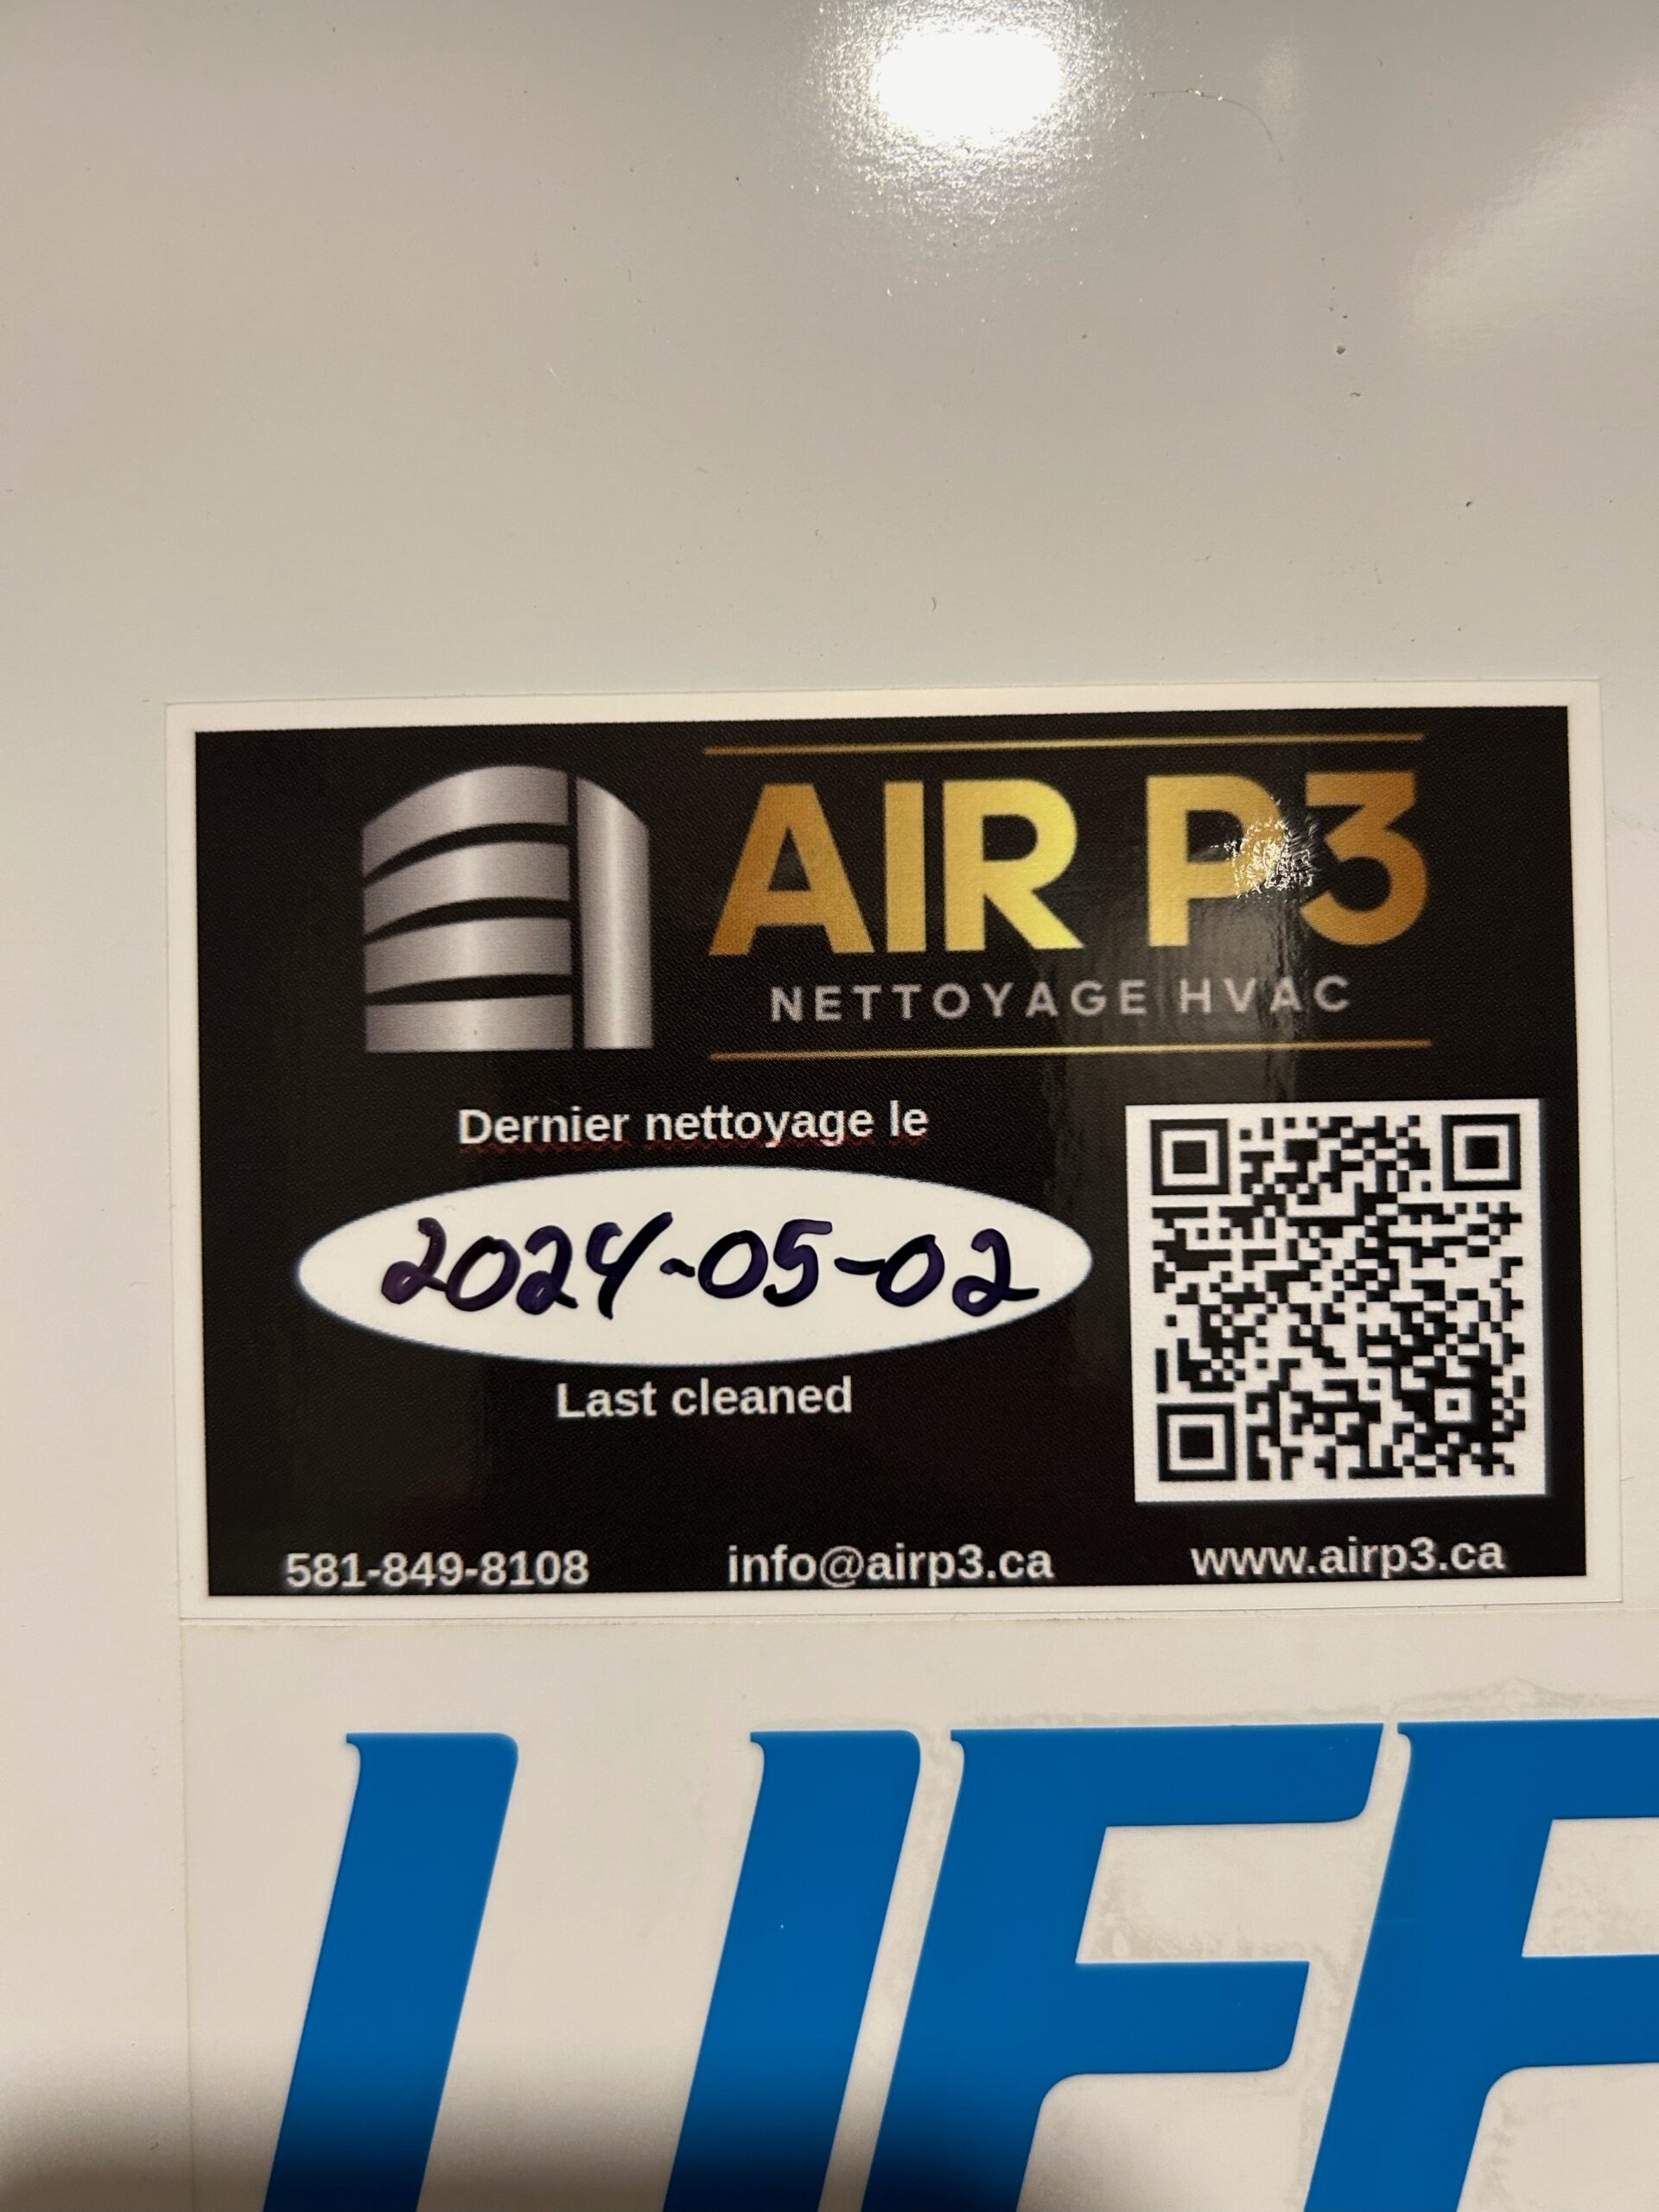 AIR P3
NETTOYAGE HVAC
Dernier nettoyage le
2024-05-02
Last cleaned
581-849-8108 info@airp3.ca www.airp3.ca